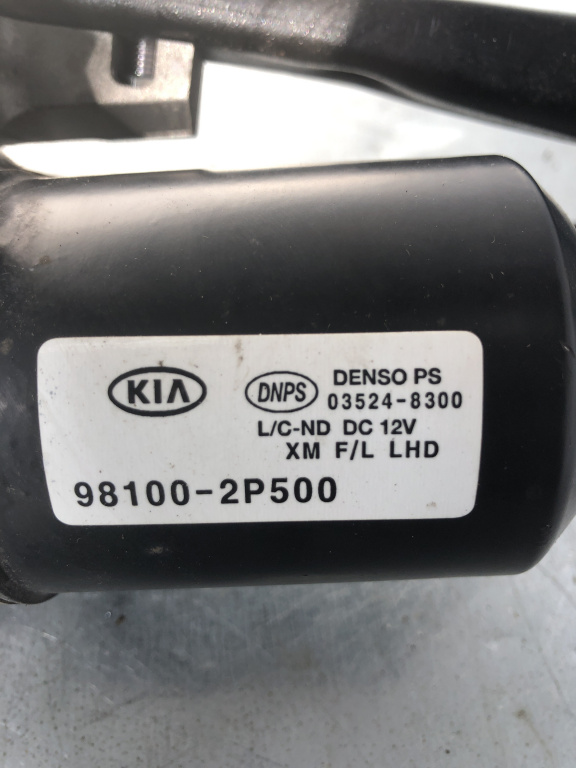 KIA
DNPS DENSO PS
03524-8300
L/C-ND DC 12V
XM F/L LHD
98100-2P500